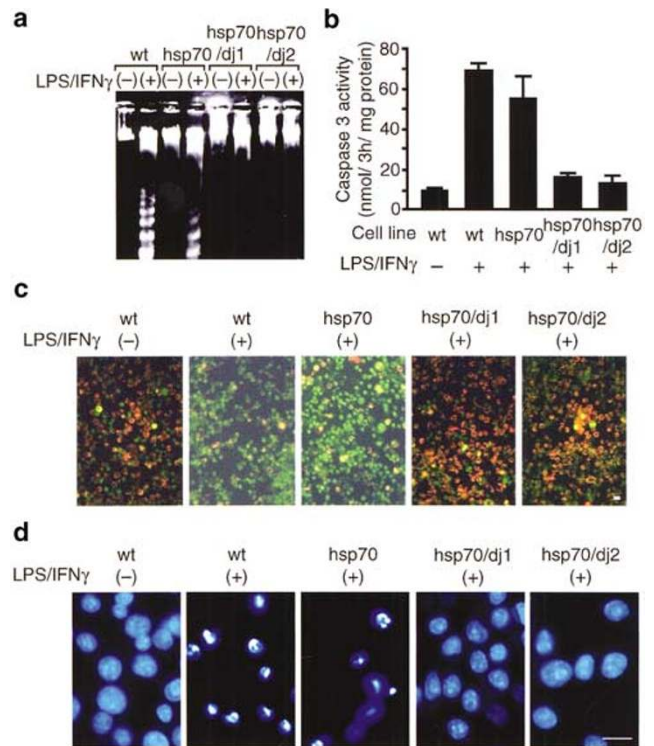 a
hsp70 hsp70
wt hsp70 /dj1 /dj2
LPS/IFNγ (−) (+) (−) (+) (−) (+) (−) (+)
b
Caspase 3 activity
(nmol/ 3h/ mg protein)
80
60
40
20
0
Cell line wt wt hsp70 hsp70 /dj1 hsp70 /dj2
LPS/IFNγ − + + + +
c
wt wt hsp70 hsp70/dj1 hsp70/dj2
LPS/IFNγ (−) (+) (+) (+) (+)
d
wt wt hsp70 hsp70/dj1 hsp70/dj2
LPS/IFNγ (−) (+) (+) (+) (+)